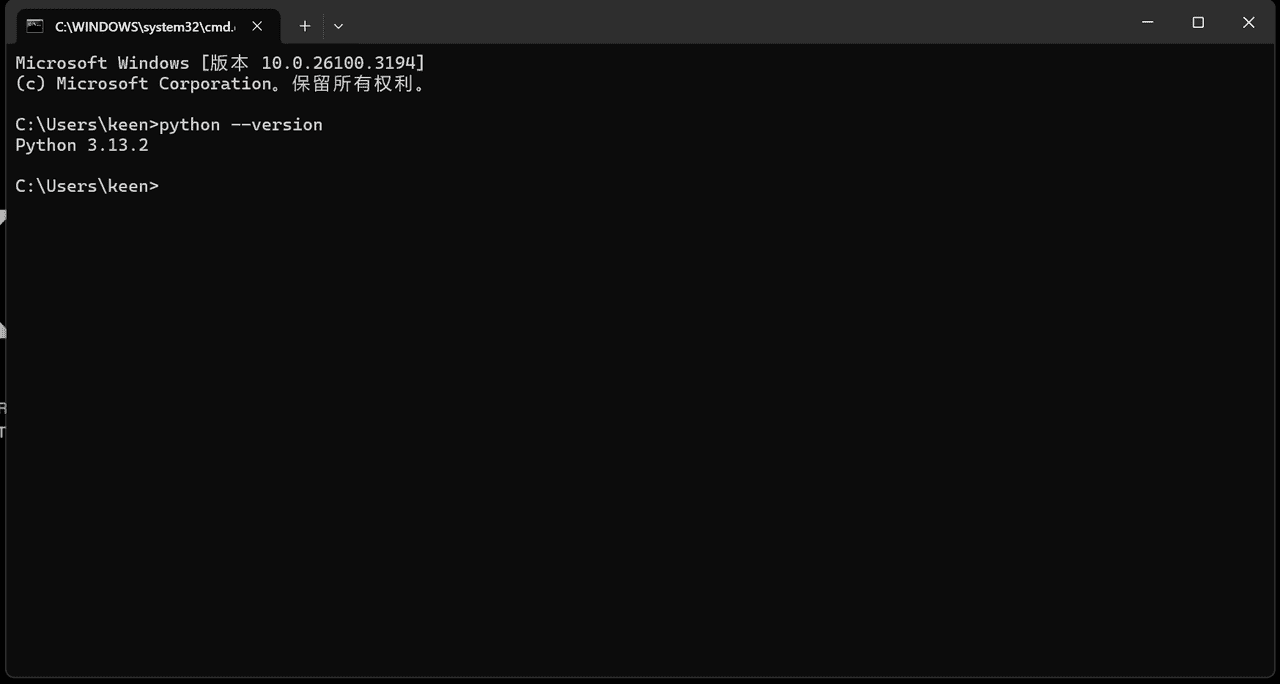 C:\WINDOWS\system32\cmd.
Microsoft Windows [版本 10.0.26100.3194]
(c) Microsoft Corporation。保留所有权利。
C:\Users\keen>python --version
Python 3.13.2
C:\Users\keen>
R
T